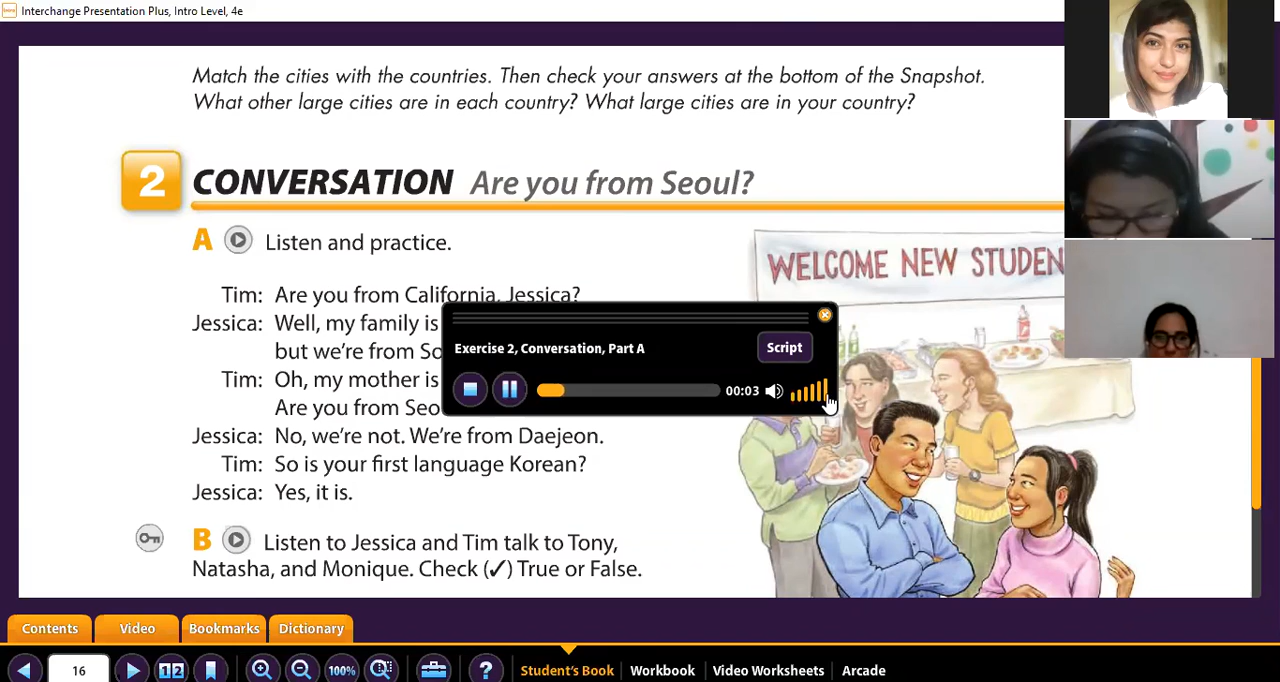 Interchange Presentation Plus, Intro Level, 4e
Match the cities with the countries. Then check your answers at the bottom of the Snapshot.
What other large cities are in each country? What large cities are in your country?
2 CONVERSATION Are you from Seoul?
A Listen and practice.
WELCOME NEW STUDEN
Tim: Are you from California, Jessica?
Jessica: Well, my family is
but we're from So
Tim: Oh, my mother is
Are you from Seo
Exercise 2, Conversation, Part A
Script
00:03
Jessica: No, we're not. We're from Daejeon.
Tim: So is your first language Korean?
Jessica: Yes, it is.
B Listen to Jessica and Tim talk to Tony,
Natasha, and Monique. Check (✓) True or False.
Contents Video Bookmarks Dictionary
16 1 2 100% ? Student's Book Workbook Video Worksheets Arcade